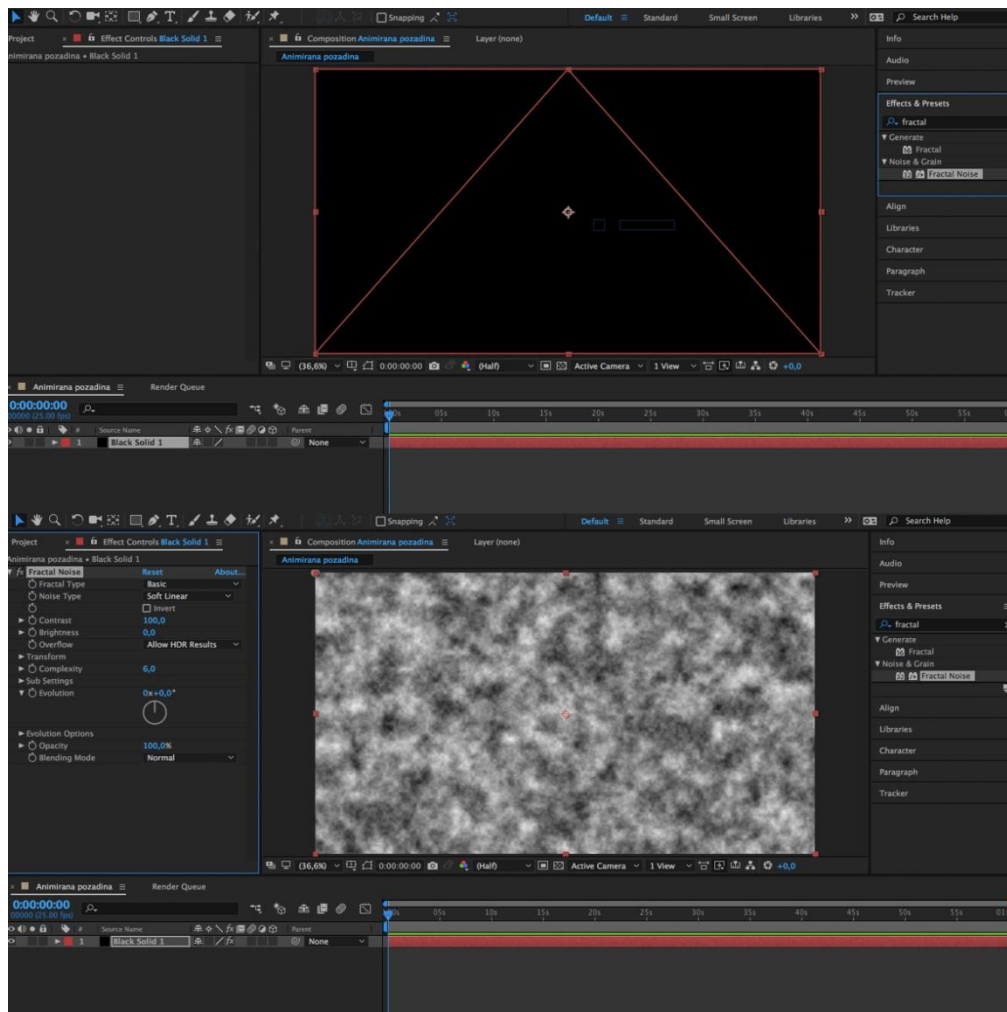 Snapping Default Standard Small Screen Libraries Search Help
Project Effect Controls Black Solid 1 Composition Animirana pozadina Layer (none) Info
nimirana pozadina • Black Solid 1 Animirana pozadina
Audio
Preview
Effects & Presets
fractal
Generate
Fractal
Noise & Grain
Fractal Noise
Align
Libraries
Character
Paragraph
Tracker
(36,6%) 0:00:00:00 (Half) Active Camera 1 View +0,0
Animirana pozadina Render Queue
0:00:00:00
00000 (25.00 fps) 05s 10s 15s 20s 25s 30s 35s 40s 45s 50s 55s
# Source Name Parent
1 Black Solid 1 None
Snapping Default Standard Small Screen Libraries Search Help
Project Effect Controls Black Solid 1 Composition Animirana pozadina Layer (none) Info
Animirana pozadina • Black Solid 1 Animirana pozadina
fx Fractal Noise Reset About... Audio
Fractal Type Basic
Noise Type Soft Linear Preview
Invert
Contrast 100,0 Effects & Presets
Brightness 0,0 fractal
Overflow Allow HDR Results Generate
Transform Fractal
Complexity 6,0 Noise & Grain
Sub Settings Fractal Noise
Evolution 0x+0,0°
Align
Libraries
Evolution Options
Opacity 100,0% Character
Blending Mode Normal
Paragraph
Tracker
(36,6%) 0:00:00:00 (Half) Active Camera 1 View +0,0
Animirana pozadina Render Queue
0:00:00:00
00000 (25.00 fps) 05s 10s 15s 20s 25s 30s 35s 40s 45s 50s 55s
# Source Name Parent
1 Black Solid 1 None